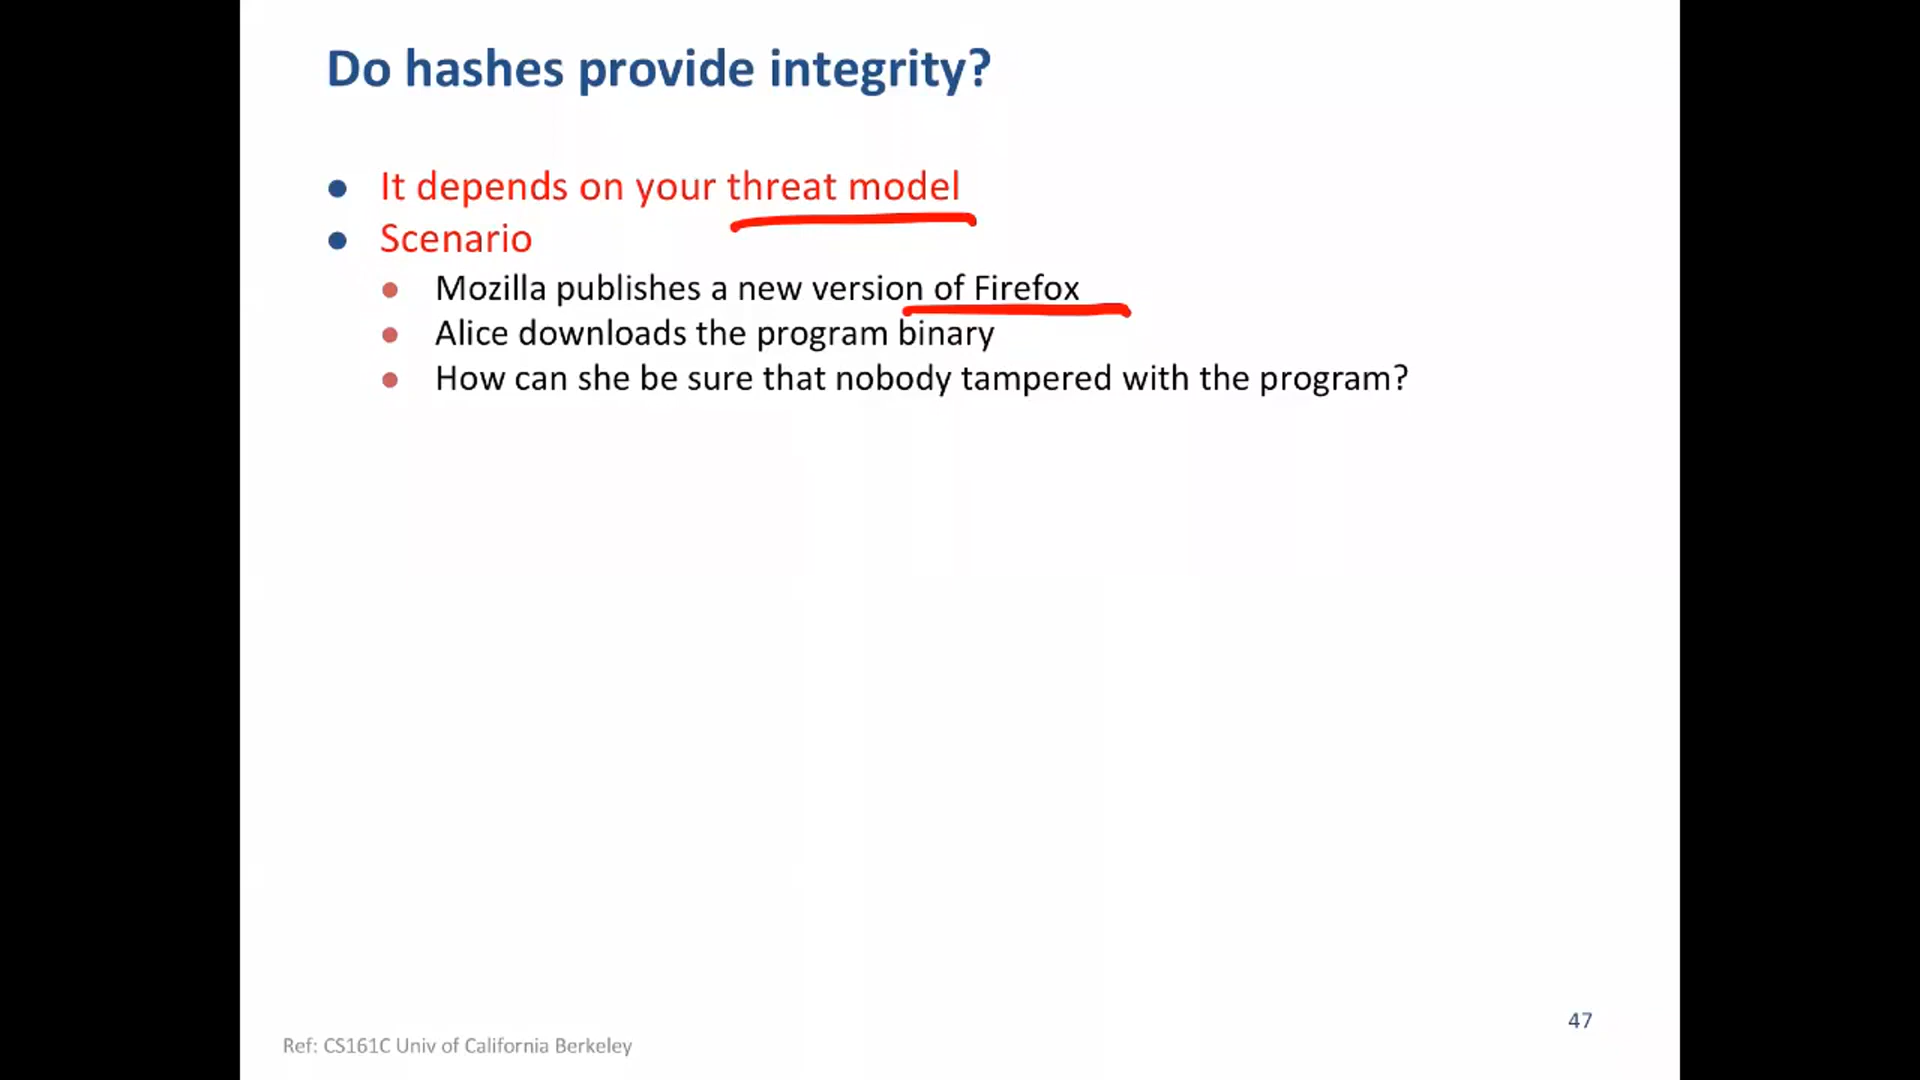 Do hashes provide integrity?
● It depends on your threat model
● Scenario
● Mozilla publishes a new version of Firefox
● Alice downloads the program binary
● How can she be sure that nobody tampered with the program?
47
Ref: CS161C Univ of California Berkeley